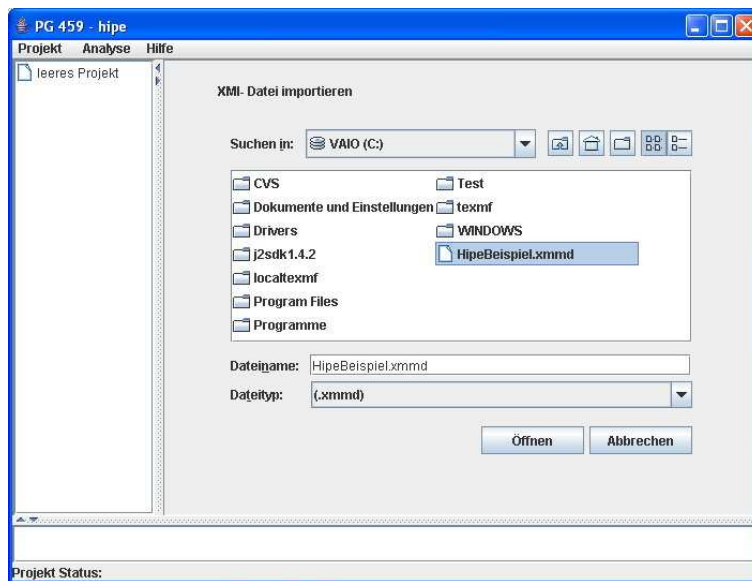 PG 459 - hipe
Projekt Analyse Hilfe
leeres Projekt
XMI- Datei importieren
Suchen in: VAIO (C:)
CVS
Dokumente und Einstellungen
Drivers
j2sdk1.4.2
localtexmf
Program Files
Programme
Test
texmf
WINDOWS
HipeBeispiel.xmmd
Dateiname: HipeBeispiel.xmmd
Dateityp: (.xmmd)
Öffnen Abbrechen
Projekt Status: